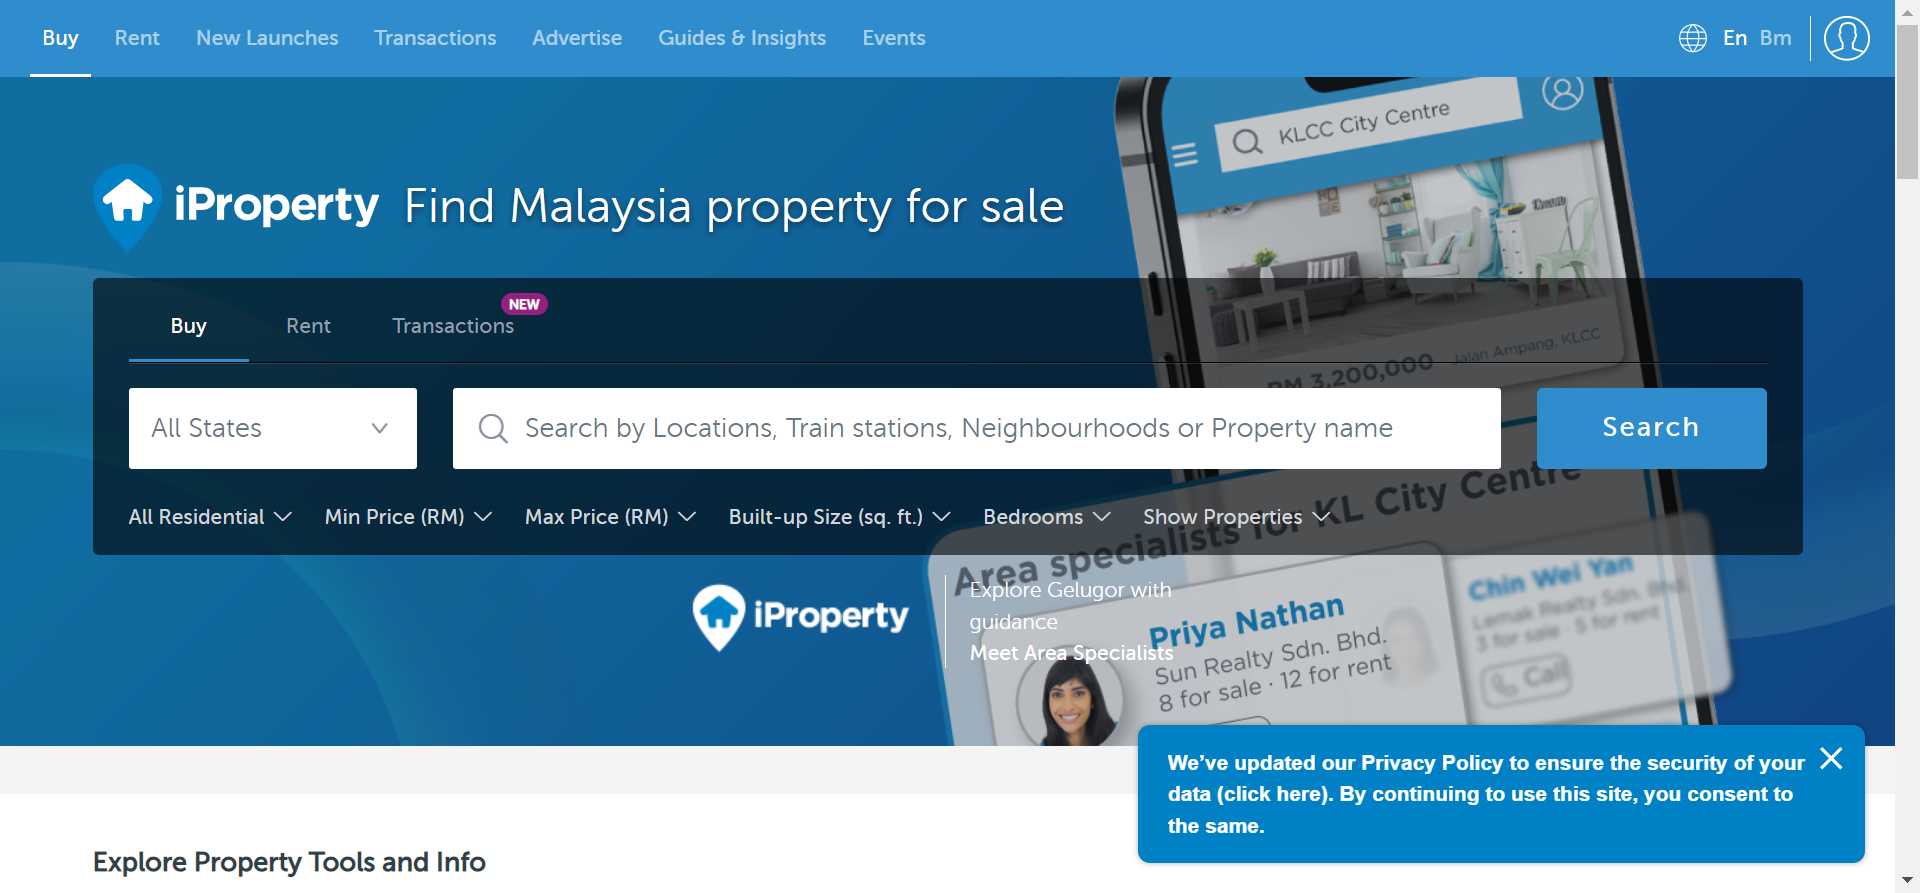 Buy Rent New Launches Transactions Advertise Guides & Insights Events En Bm
KLCC City Centre
iProperty Find Malaysia property for sale
NEW
Buy Rent Transactions
RM 3,200,000 Jalan Ampang, KLCC
All States Search by Locations, Train stations, Neighbourhoods or Property name Search
All Residential Min Price (RM) Max Price (RM) Built-up Size (sq. ft.) Bedrooms Show Properties
Area specialists for KL City Centre
iProperty
Explore Gelugor with
guidance
Meet Area Specialists
Priya Nathan
Sun Realty Sdn. Bhd.
8 for sale · 12 for rent
Chin Wei Yan
Lemak Realty Sdn. Bhd.
3 for sale · 5 for rent
Call
We've updated our Privacy Policy to ensure the security of your
data (click here). By continuing to use this site, you consent to
the same.
Explore Property Tools and Info